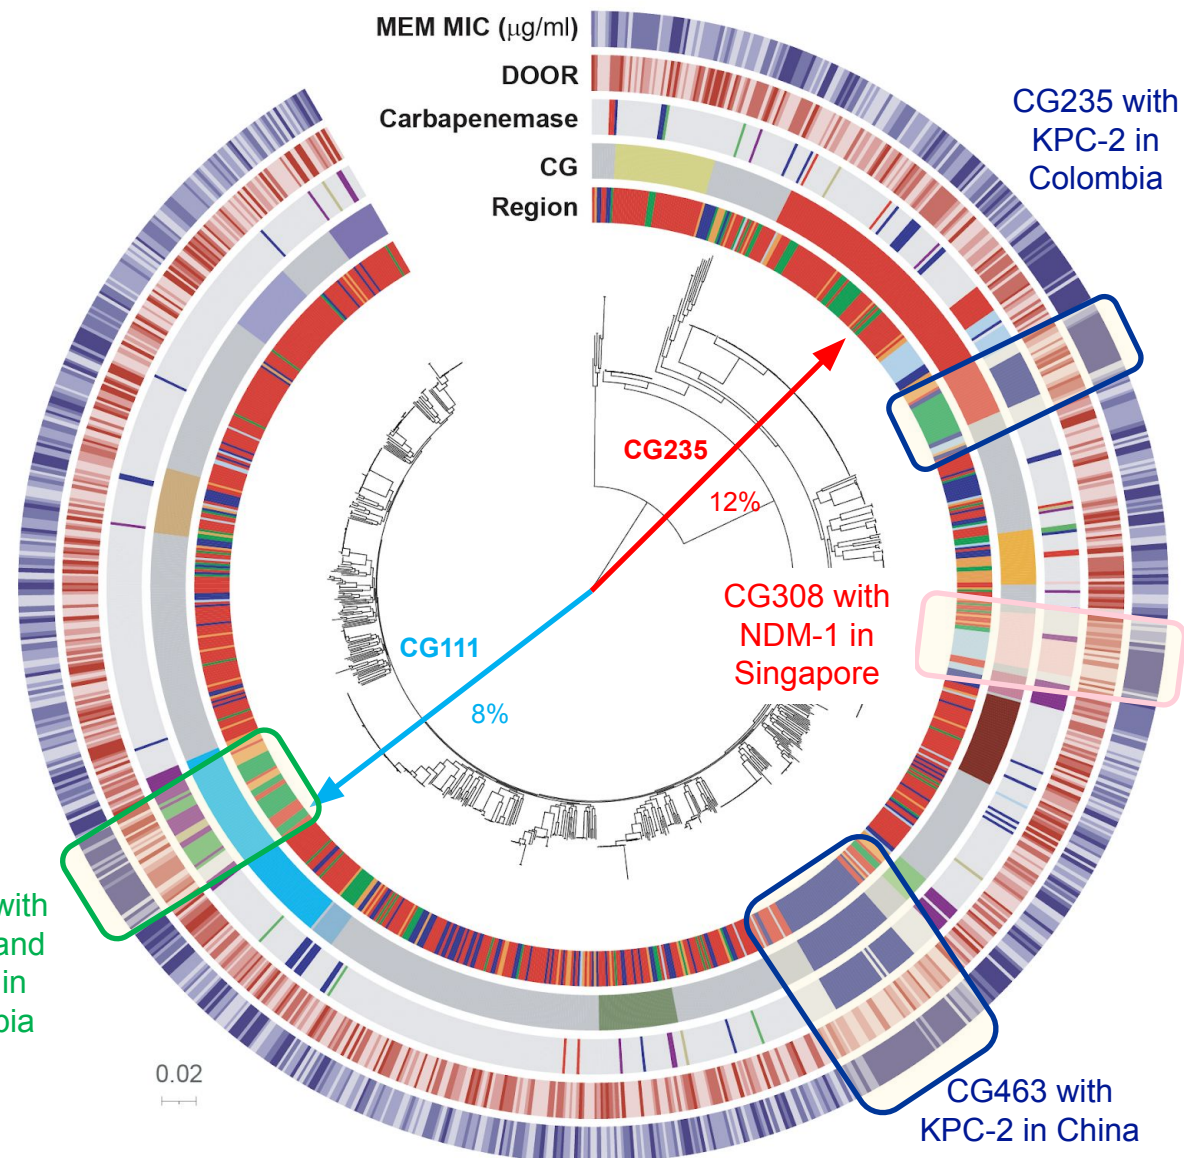 MEM MIC (μg/ml)
DOOR
Carbapenemase
CG
Region
CG235 with
KPC-2 in
Colombia
CG235
12%
CG308 with
NDM-1 in
Singapore
CG111
8%
with
and
in
bia
0.02
CG463 with
KPC-2 in China